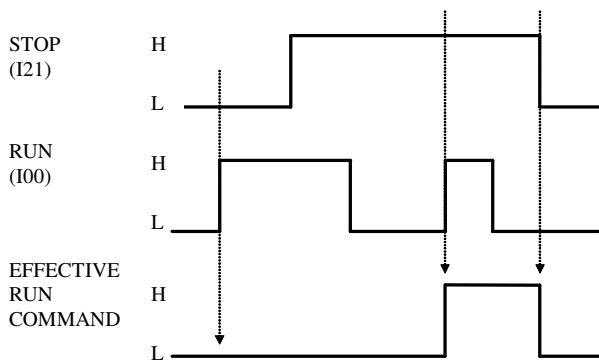 STOP
(I21)
H
L
RUN
(I00)
H
L
EFFECTIVE
RUN
COMMAND
H
L